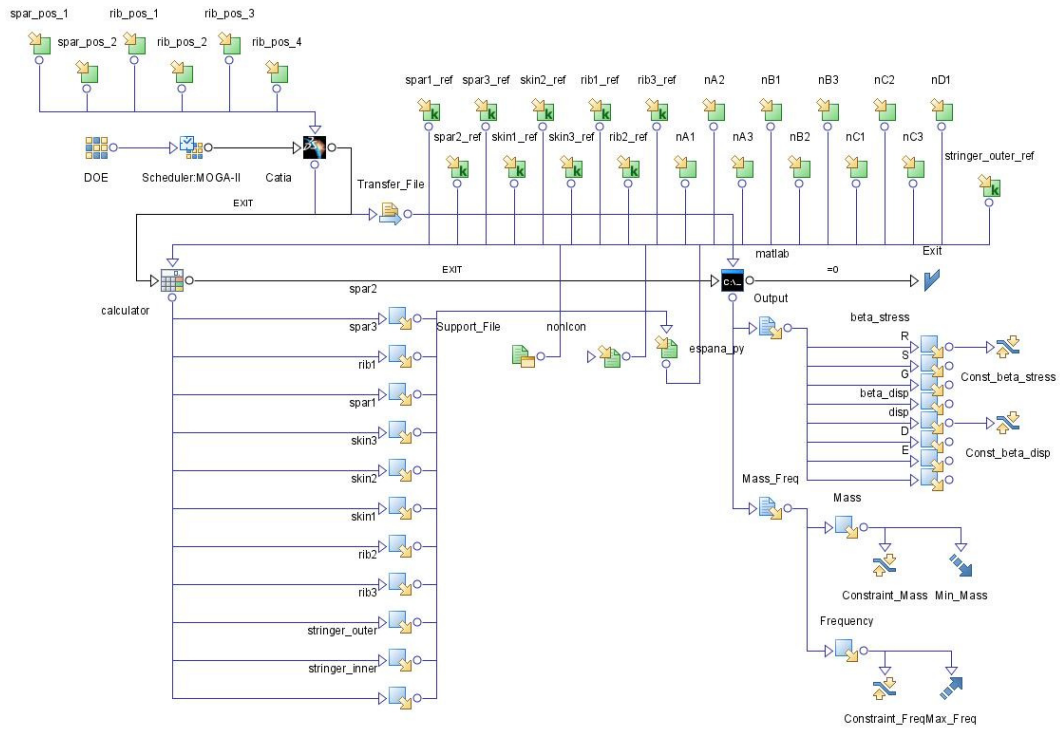 spar_pos_1
rib_pos_1
rib_pos_3
spar_pos_2
rib_pos_2
rib_pos_4
spar1_ref
spar3_ref
skin2_ref
rib1_ref
rib3_ref
nA2
nB1
nB3
nC2
nD1
k
k
k
k
k
spar2_ref
skin1_ref
skin3_ref
rib2_ref
nA1
nA3
nB2
nC1
nC3
stringer_outer_ref
k
k
k
k
k
DOE
Scheduler:MOGA-II
Catia
Transfer_File
EXIT
matlab
Exit
EXIT
=0
C:\...
calculator
spar2
Output
spar3
Support_File
nonIcon
espana_py
beta_stress
R
S
Const_beta_stress
G
rib1
beta_disp
spar1
disp
D
Const_beta_disp
E
skin3
skin2
Mass_Freq
Mass
skin1
rib2
Constraint_Mass
Min_Mass
rib3
Frequency
stringer_outer
stringer_inner
Constraint_Freq
Max_Freq